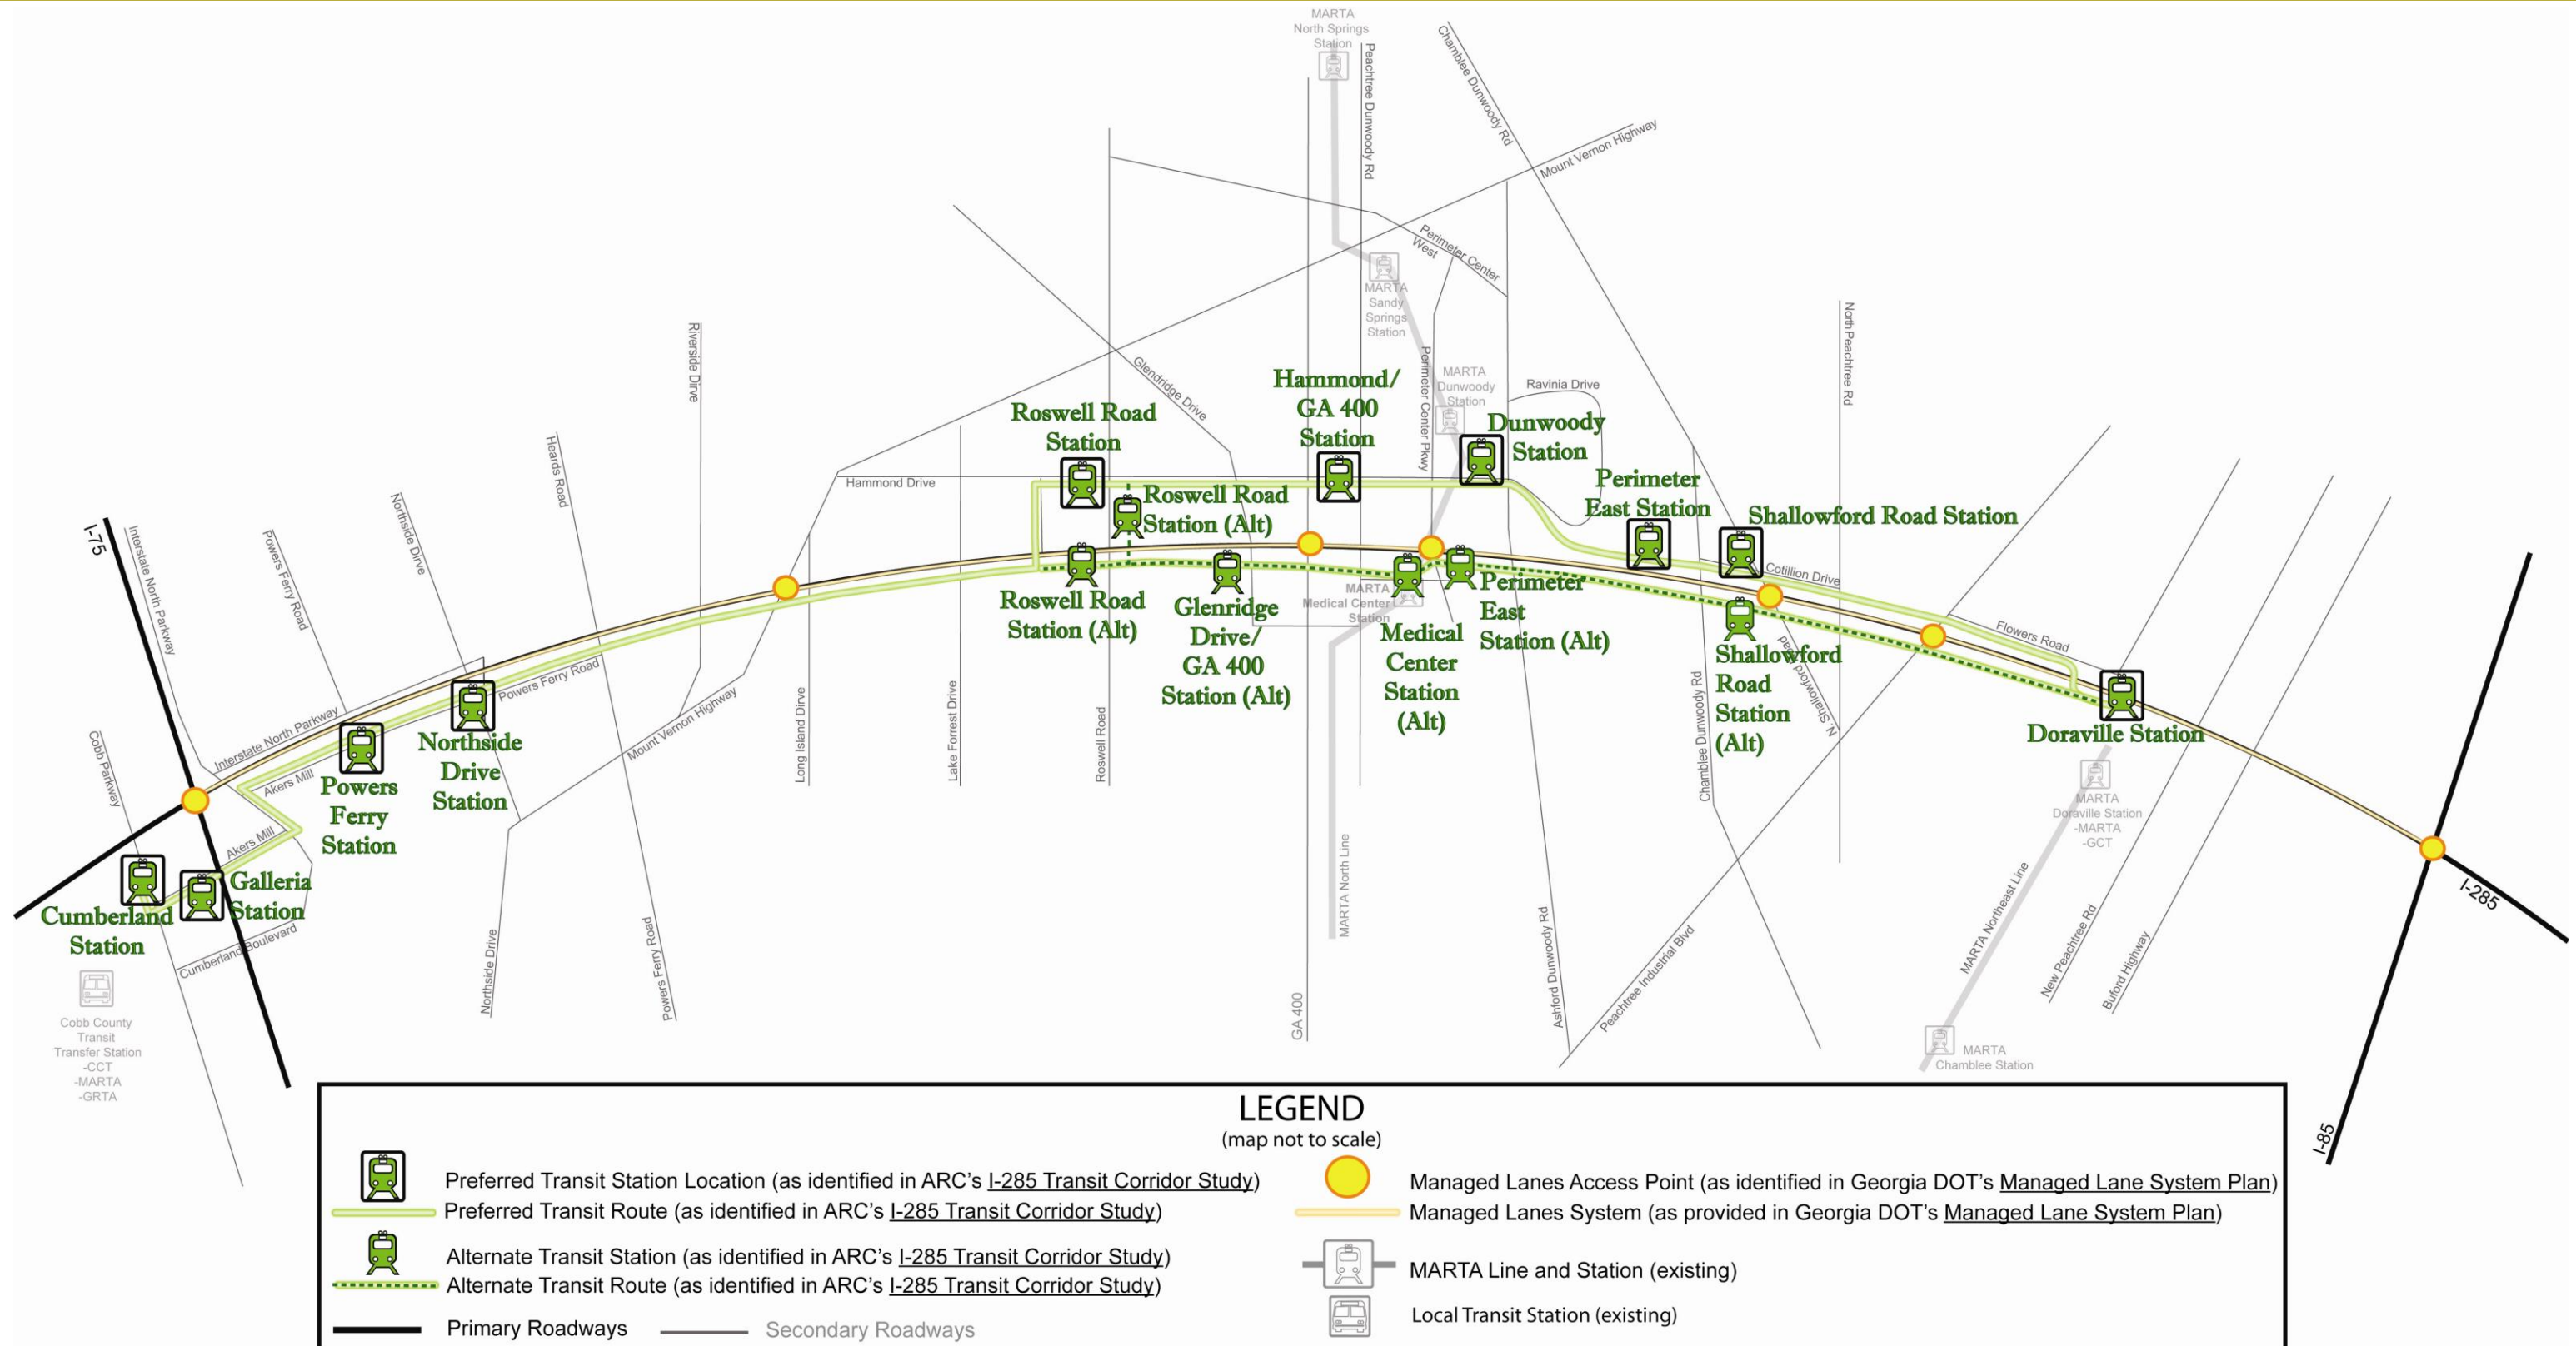 MARTA
North Springs
Station
Peachtree Dunwoody Rd
Chamblee Dunwoody Rd
Mount Vernon Highway
Perimeter Center
West
MARTA
Sandy
Springs
Station
Riverside Dirve
Glendridge Drive
Perimeter Center Pkwy
MARTA
Dunwoody
Station
Ravinia Drive
North Peachtree Rd
Hammond/
GA 400
Station
Roswell Road
Station
Dunwoody
Station
Hammond Drive
Roswell Road
Station (Alt)
Perimeter
East Station
Shallowford Road Station
Heards Road
Northside Dirve
Powers Ferry Road
Interstate North Parkway
I-75
Cotillion Drive
Roswell Road
Station (Alt)
Glenridge
Drive/
GA 400
Station (Alt)
MARTA
Medical Center
Station
Medical
Center
Station
(Alt)
Perimeter
East
Station (Alt)
Shallowford
Road
Station
(Alt)
N. Shallowford Road
Flowers Road
Doraville Station
Powers Ferry Road
Interstate North Parkway
Mount Vernon Highway
Akers Mill
Northside
Drive
Station
Powers
Ferry
Station
Cobb Parkway
Akers Mill
Galleria
Station
Cumberland
Station
Cumberland Boulevard
Long Island Dirve
Lake Forrest Drive
Roswell Road
Chamblee Dunwoody Rd
MARTA
Doraville Station
-MARTA
-GCT
MARTA North Line
MARTA Northeast Line
New Peachtree Rd
Buford Highway
I-285
Northside Drive
Powers Ferry Road
GA 400
Ashford Dunwoody Rd
Peachtree Industrial Blvd
MARTA
Chamblee Station
Cobb County
Transit
Transfer Station
-CCT
-MARTA
-GRTA
I-85
LEGEND
(map not to scale)
Preferred Transit Station Location (as identified in ARC's I-285 Transit Corridor Study)
Preferred Transit Route (as identified in ARC's I-285 Transit Corridor Study)
Alternate Transit Station (as identified in ARC's I-285 Transit Corridor Study)
Alternate Transit Route (as identified in ARC's I-285 Transit Corridor Study)
Primary Roadways
Secondary Roadways
Managed Lanes Access Point (as identified in Georgia DOT's Managed Lane System Plan)
Managed Lanes System (as provided in Georgia DOT's Managed Lane System Plan)
MARTA Line and Station (existing)
Local Transit Station (existing)